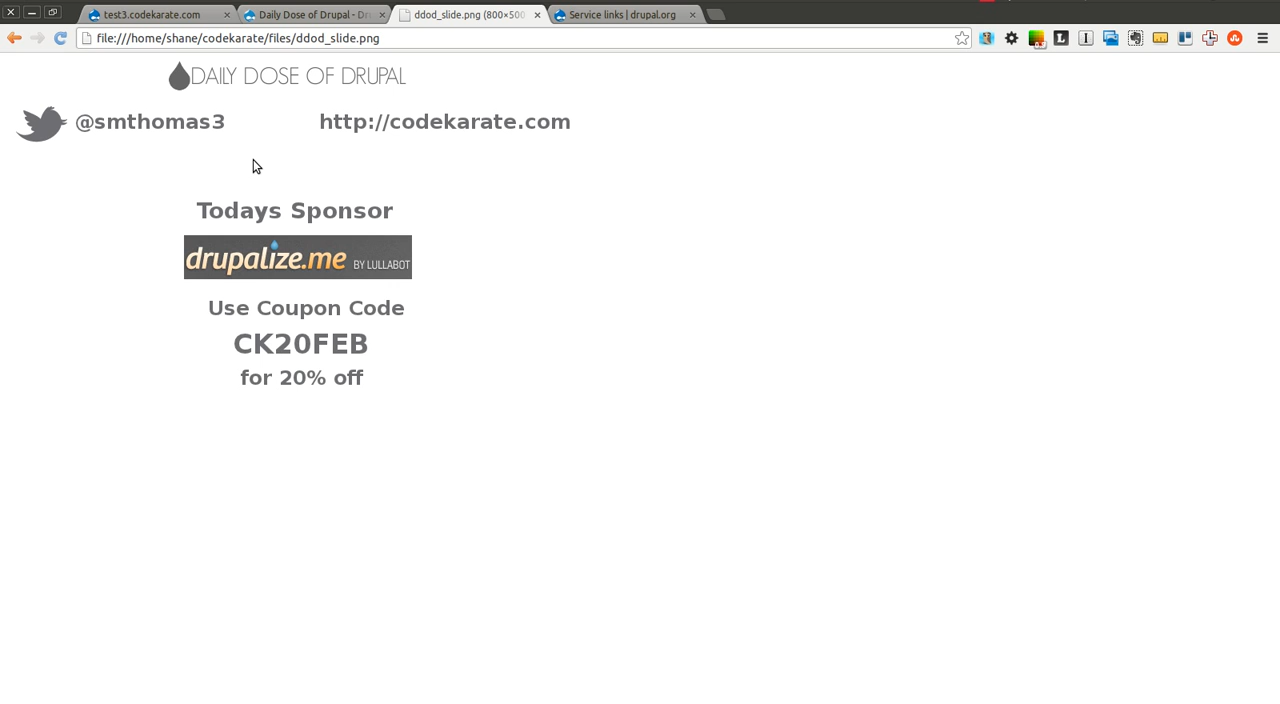 test3.codekarate.com
Daily Dose of Drupal - Dr
ddod_slide.png (800×500
Service links | drupal.org
file:///home/shane/codekarate/files/ddod_slide.png
DAILY DOSE OF DRUPAL
@smthomas3
http://codekarate.com
Todays Sponsor
drupalize.me BY LULLABOT
Use Coupon Code
CK20FEB
for 20% off